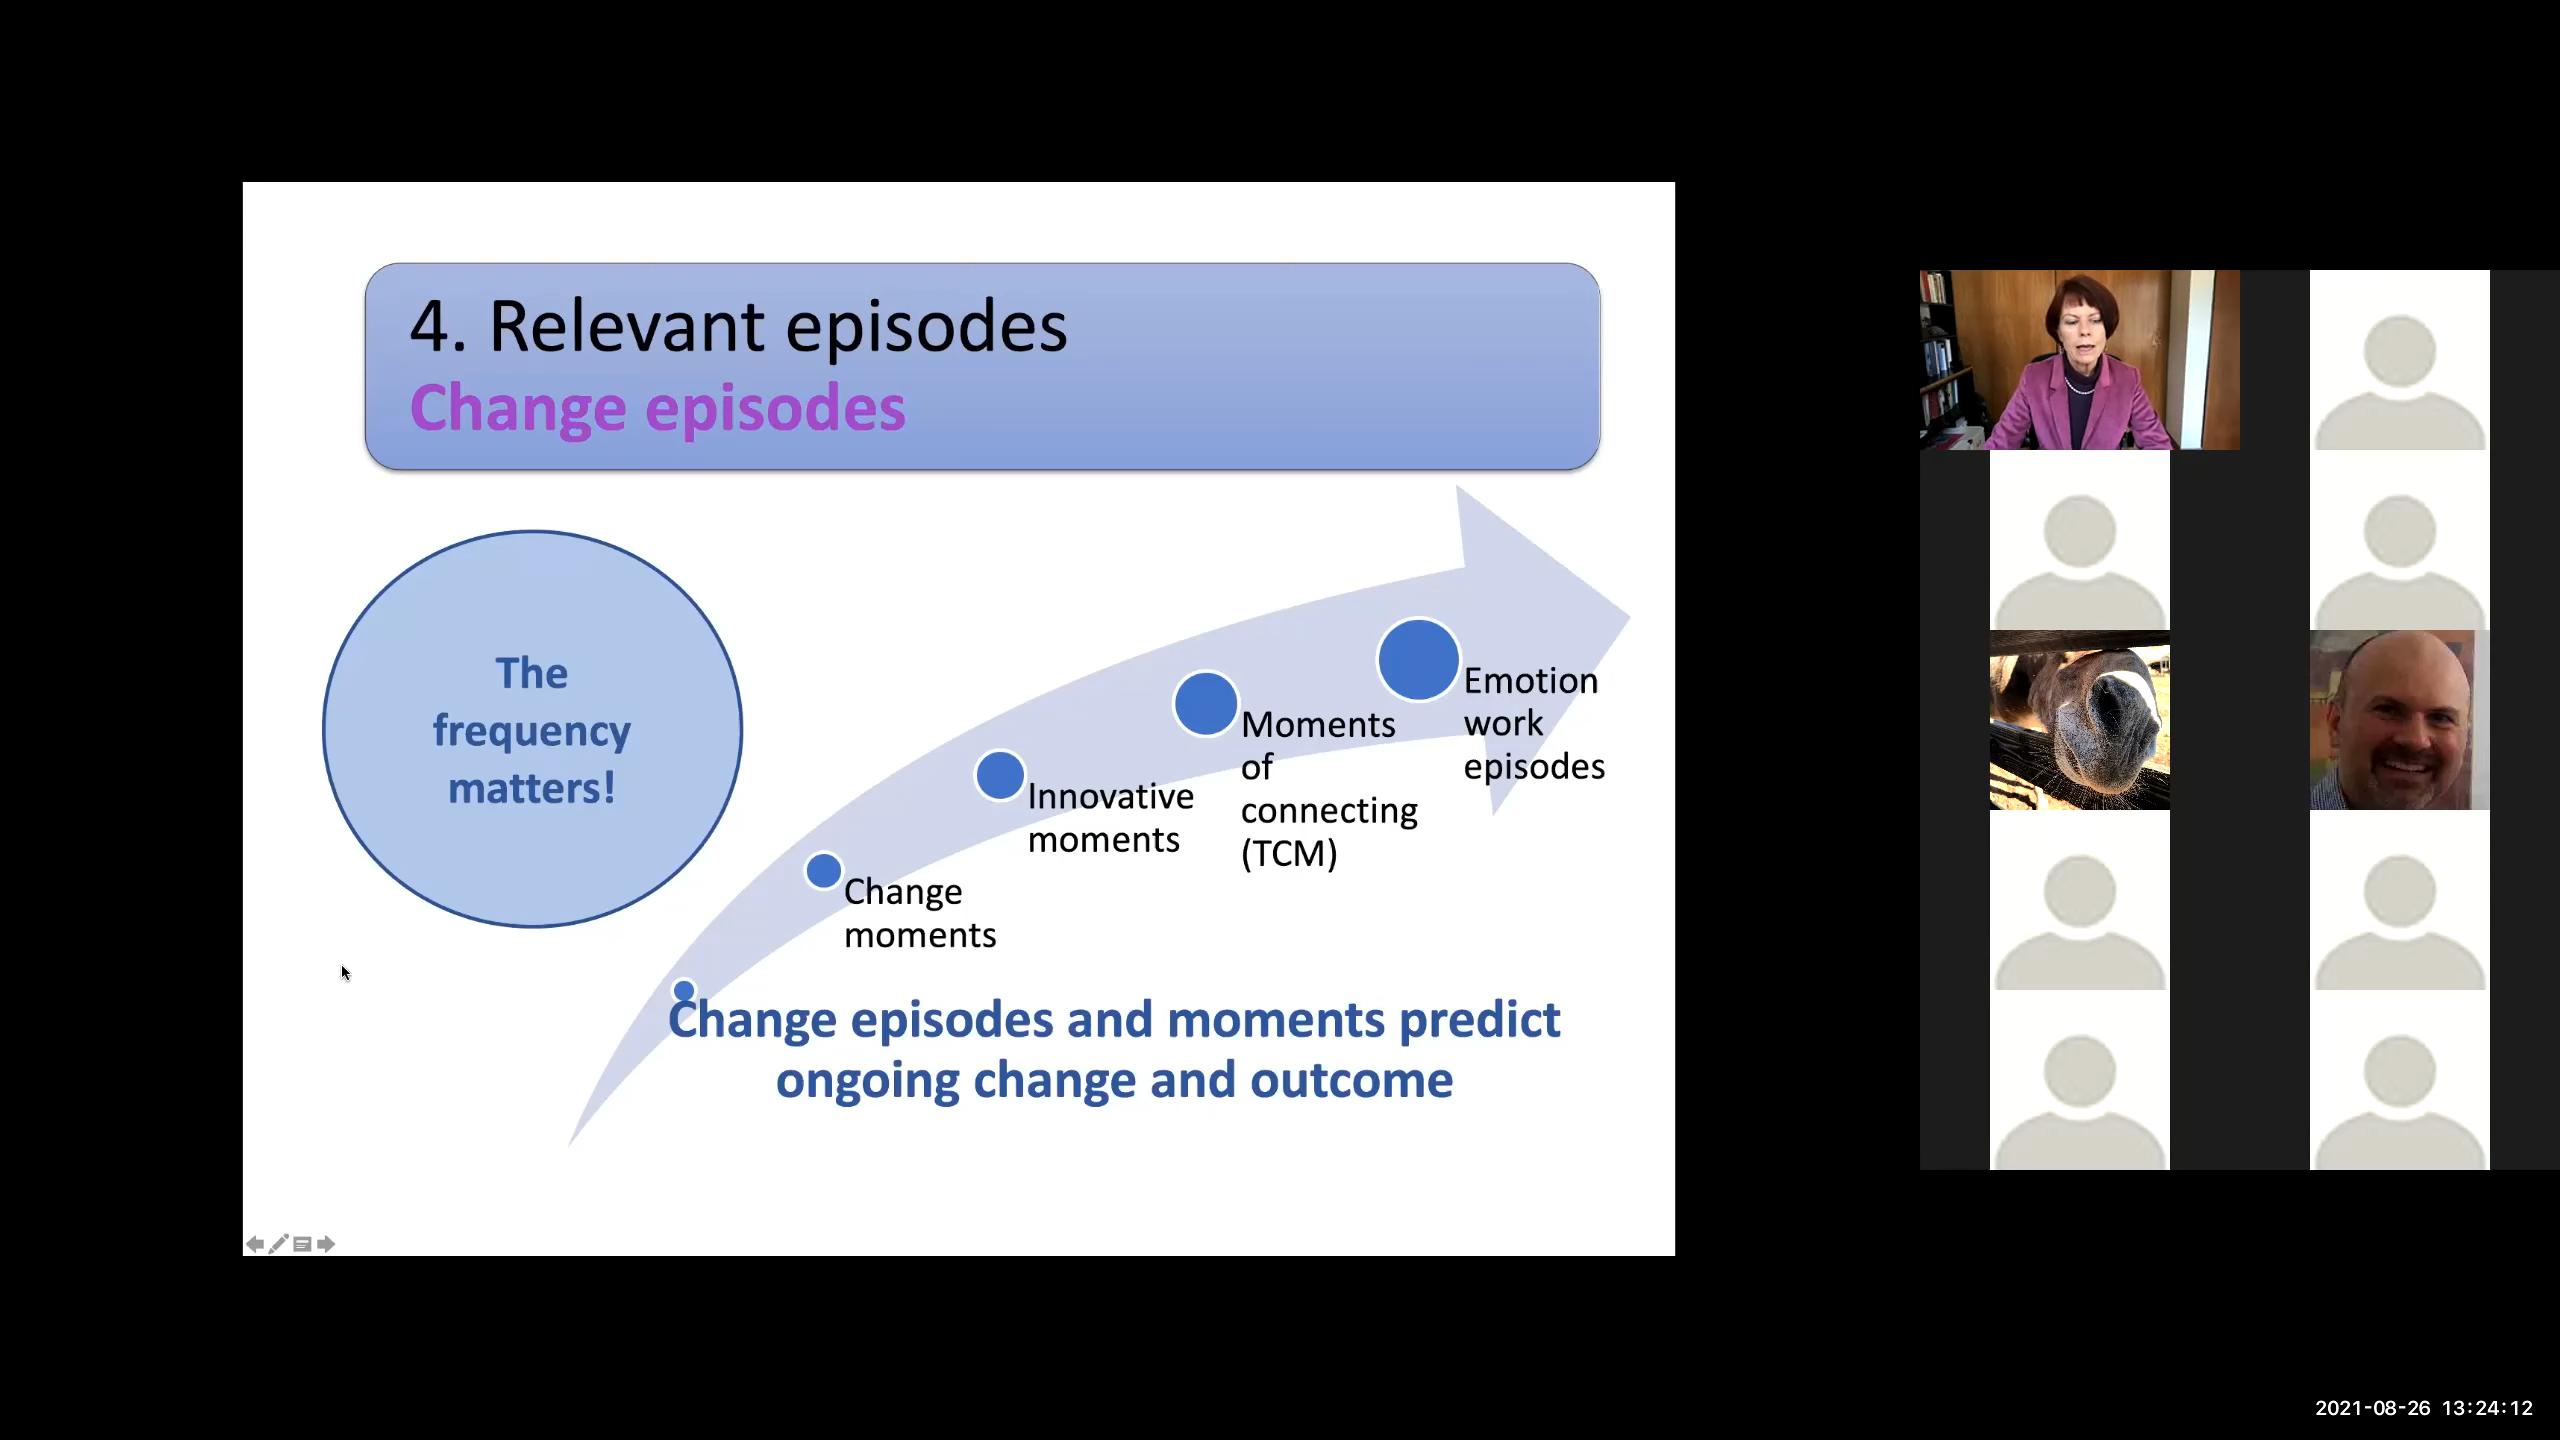 4. Relevant episodes
Change episodes
The
frequency
matters!
Emotion
work
episodes
Moments
of
connecting
(TCM)
Innovative
moments
Change
moments
Change episodes and moments predict
ongoing change and outcome
2021-08-26 13:24:12